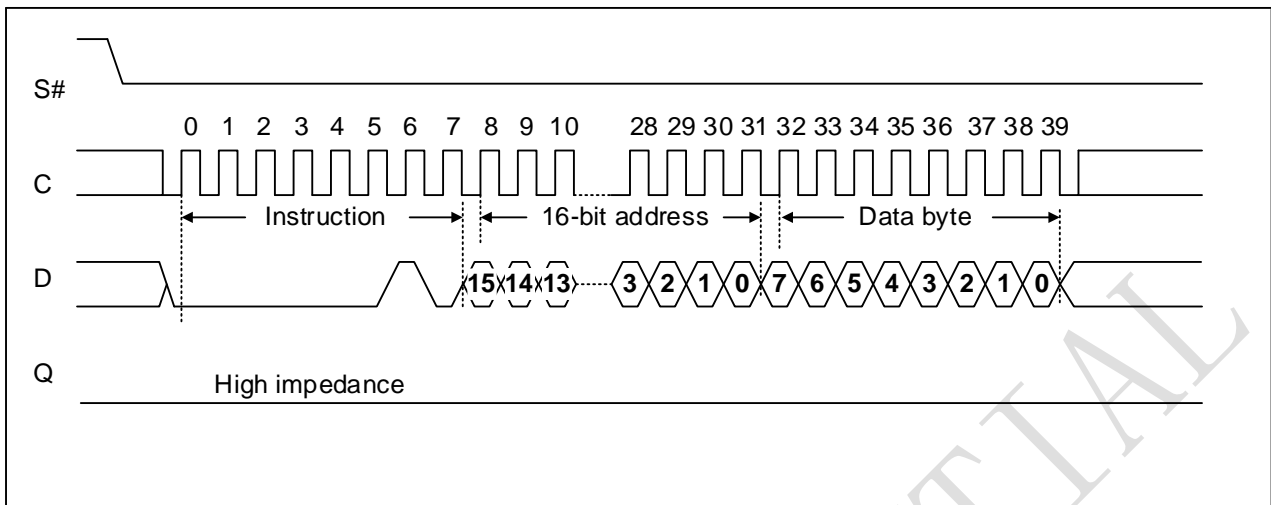 S#
0 1 2 3 4 5 6 7 8 9 10 28 29 30 31 32 33 34 35 36 37 38 39
C
Instruction 16-bit address Data byte
D
15 14 13 3 2 1 0 7 6 5 4 3 2 1 0
Q
High impedance